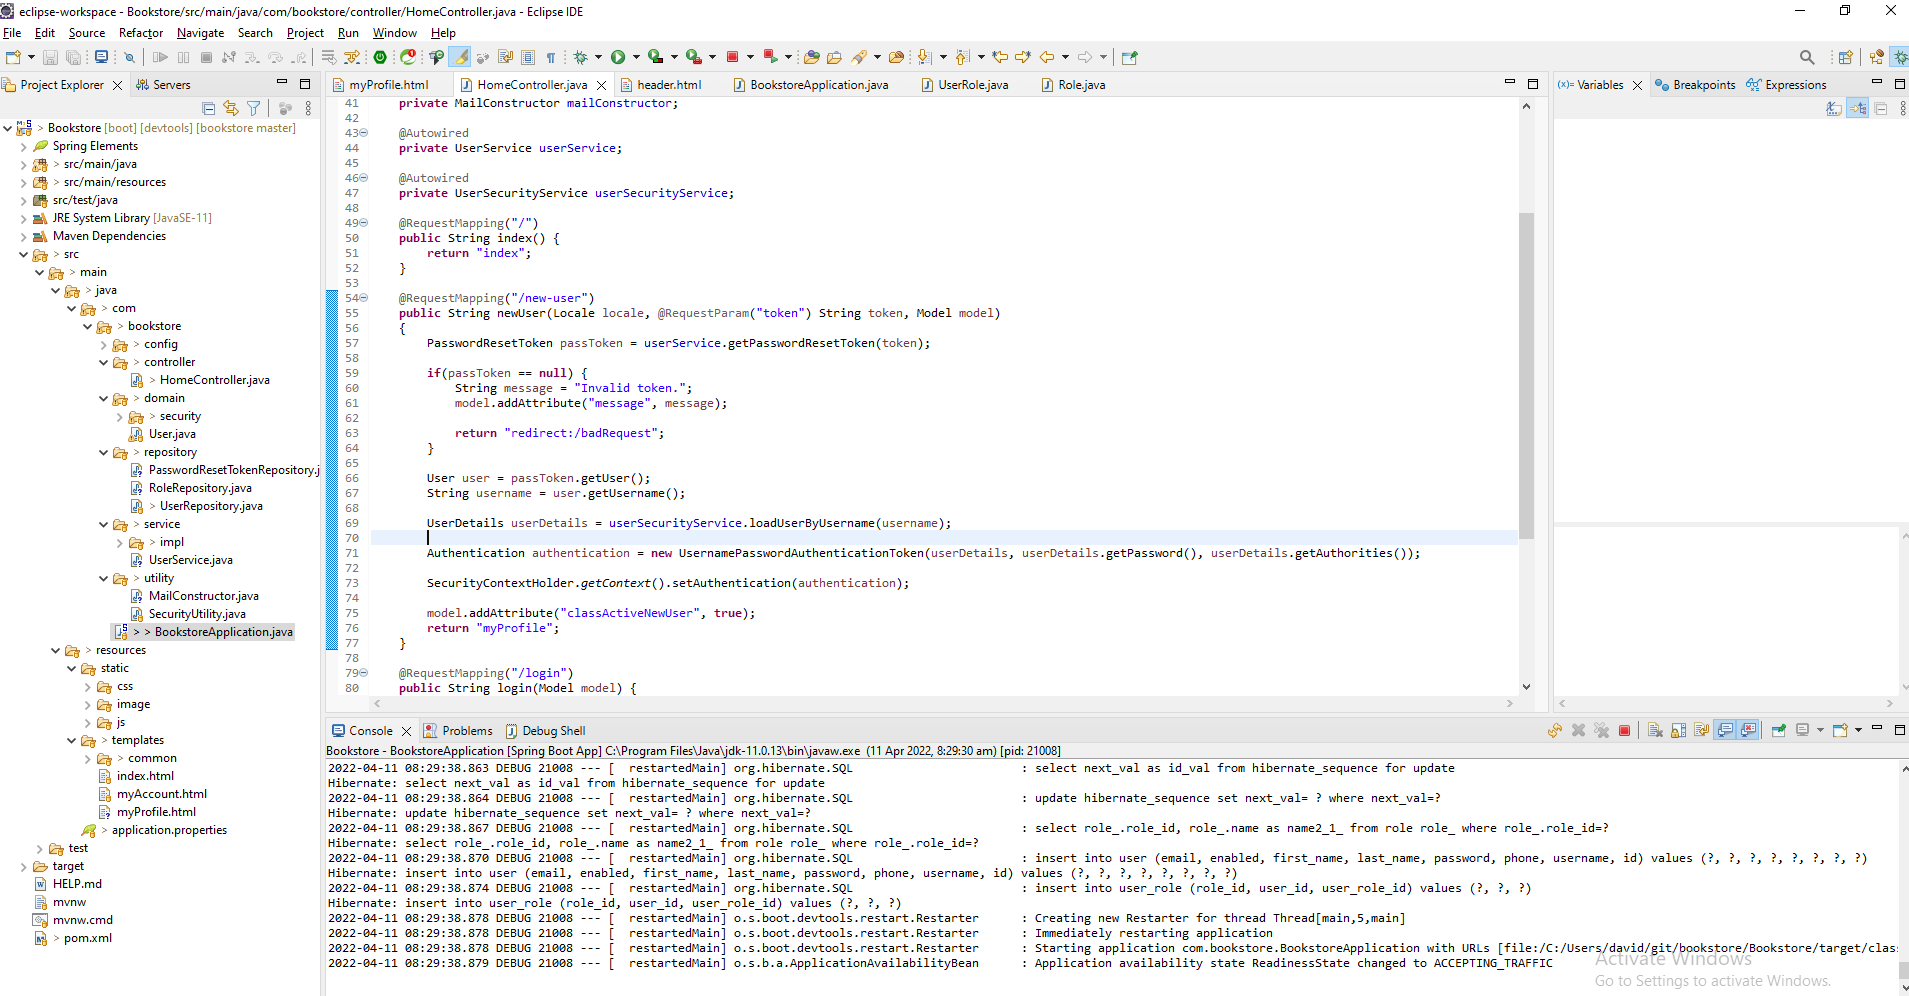 eclipse-workspace - Bookstore/src/main/java/com/bookstore/controller/HomeController.java - Eclipse IDE
File Edit Source Refactor Navigate Search Project Run Window Help
Project Explorer Servers
Bookstore [boot] [devtools] [bookstore master]
Spring Elements
> src/main/java
> src/main/resources
src/test/java
JRE System Library [JavaSE-11]
Maven Dependencies
> src
> main
> java
> com
> bookstore
> config
> controller
> HomeController.java
> domain
> security
User.java
> repository
PasswordResetTokenRepository.j
RoleRepository.java
> UserRepository.java
> service
> impl
UserService.java
> utility
MailConstructor.java
SecurityUtility.java
> > BookstoreApplication.java
> resources
static
css
> image
js
> templates
> common
index.html
myAccount.html
myProfile.html
> application.properties
test
target
HELP.md
mvnw
mvnw.cmd
> pom.xml
myProfile.html HomeController.java header.html BookstoreApplication.java UserRole.java Role.java
41 private MailConstructor mailConstructor;
42
43 @Autowired
44 private UserService userService;
45
46 @Autowired
47 private UserSecurityService userSecurityService;
48
49 @RequestMapping("/")
50 public String index() {
51 return "index";
52 }
53
54 @RequestMapping("/new-user")
55 public String newUser(Locale locale, @RequestParam("token") String token, Model model)
56 {
57 PasswordResetToken passToken = userService.getPasswordResetToken(token);
58
59 if(passToken == null) {
60 String message = "Invalid token.";
61 model.addAttribute("message", message);
62
63 return "redirect:/badRequest";
64 }
65
66 User user = passToken.getUser();
67 String username = user.getUsername();
68
69 UserDetails userDetails = userSecurityService.loadUserByUsername(username);
70
71 Authentication authentication = new UsernamePasswordAuthenticationToken(userDetails, userDetails.getPassword(), userDetails.getAuthorities());
72
73 SecurityContextHolder.getContext().setAuthentication(authentication);
74
75 model.addAttribute("classActiveNewUser", true);
76 return "myProfile";
77 }
78
79 @RequestMapping("/login")
80 public String login(Model model) {
(x)= Variables Breakpoints Expressions
Console Problems Debug Shell
Bookstore - BookstoreApplication [Spring Boot App] C:\Program Files\Java\jdk-11.0.13\bin\javaw.exe (11 Apr 2022, 8:29:30 am) [pid: 21008]
2022-04-11 08:29:38.863 DEBUG 21008 --- [ restartedMain] org.hibernate.SQL : select next_val as id_val from hibernate_sequence for update
Hibernate: select next_val as id_val from hibernate_sequence for update
2022-04-11 08:29:38.864 DEBUG 21008 --- [ restartedMain] org.hibernate.SQL : update hibernate_sequence set next_val= ? where next_val=?
Hibernate: update hibernate_sequence set next_val= ? where next_val=?
2022-04-11 08:29:38.867 DEBUG 21008 --- [ restartedMain] org.hibernate.SQL : select role_.role_id, role_.name as name2_1_ from role role_ where role_.role_id=?
Hibernate: select role_.role_id, role_.name as name2_1_ from role role_ where role_.role_id=?
2022-04-11 08:29:38.870 DEBUG 21008 --- [ restartedMain] org.hibernate.SQL : insert into user (email, enabled, first_name, last_name, password, phone, username, id) values (?, ?, ?, ?, ?, ?, ?, ?)
Hibernate: insert into user (email, enabled, first_name, last_name, password, phone, username, id) values (?, ?, ?, ?, ?, ?, ?, ?)
2022-04-11 08:29:38.874 DEBUG 21008 --- [ restartedMain] org.hibernate.SQL : insert into user_role (role_id, user_id, user_role_id) values (?, ?, ?)
Hibernate: insert into user_role (role_id, user_id, user_role_id) values (?, ?, ?)
2022-04-11 08:29:38.878 DEBUG 21008 --- [ restartedMain] o.s.boot.devtools.restart.Restarter : Creating new Restarter for thread Thread[main,5,main]
2022-04-11 08:29:38.878 DEBUG 21008 --- [ restartedMain] o.s.boot.devtools.restart.Restarter : Immediately restarting application
2022-04-11 08:29:38.878 DEBUG 21008 --- [ restartedMain] o.s.boot.devtools.restart.Restarter : Starting application com.bookstore.BookstoreApplication with URLs [file:/C:/Users/david/git/bookstore/Bookstore/target/clas
2022-04-11 08:29:38.879 DEBUG 21008 --- [ restartedMain] o.s.b.a.ApplicationAvailabilityBean : Application availability state ReadinessState changed to ACCEPTING_TRAFFIC
Activate Windows
Go to Settings to activate Windows.